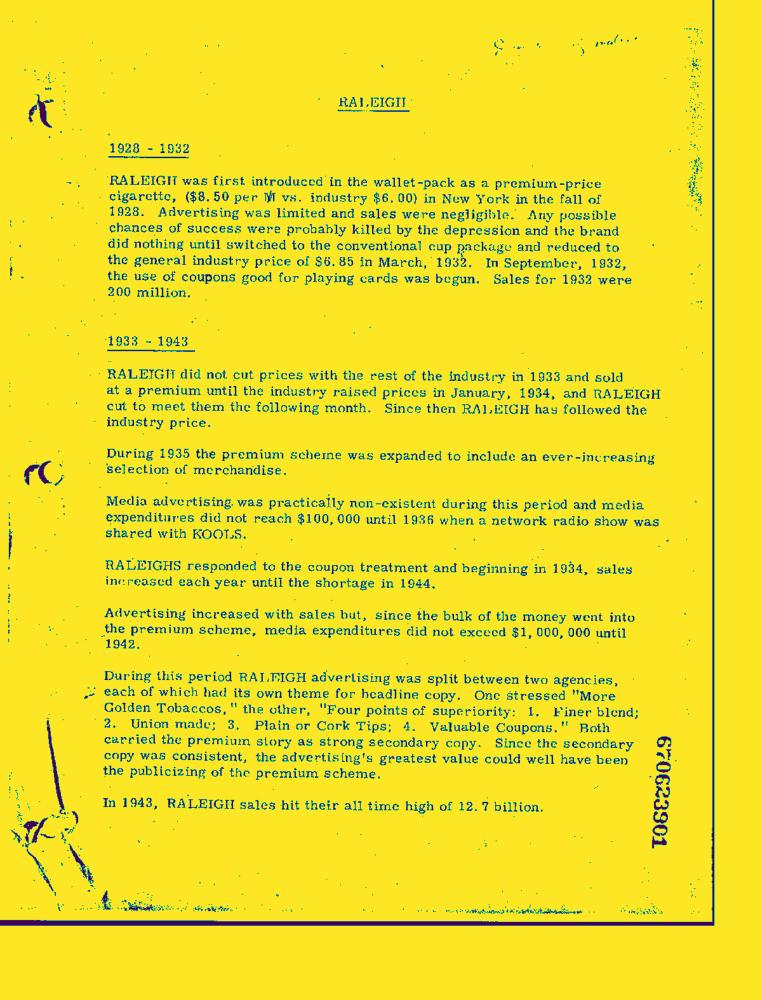 RALEIGH
1928 - 1932
RALEIGH was first introduced in the wallet-pack as a premium-price
cigarette, ($8.50 per M vs. industry $6.00) in New York in the fall of
1928. Advertising was limited and sales were negligible. Any possible
chances of success were probably killed by the depression and the brand
did nothing until switched to the conventional cup package and reduced to
the general industry price of $6.85 in March, 1932. In September, 1932,
the use of coupons good for playing cards was begun. Sales for 1932 were
200 million.
1933 - 1943
RALEIGH did not cut prices with the rest of the industry in 1933 and sold
at a premium until the industry raised prices in January, 1934, and RALEIGH
cut to meet them the following month. Since then RALEIGH has followed the
industry price.
During 1935 the premium scheme was expanded to include an ever-increasing
selection of merchandise.
Media advertising was practically non-existent during this period and media
expenditures did not reach $100,000 until 1936 when a network radio show was
shared with KOOLS.
RALEIGHS responded to the coupon treatment and beginning in 1934, sales
increased each year until the shortage in 1944.
Advertising increased with sales but, since the bulk of the money went into
the premium scheme, media expenditures did not exceed $1,000,000 until
1942.
During this period RALEIGH advertising was split between two agencies,
each of which had its own theme for headline copy. One stressed "More
Golden Tobaccos," the other, "Four points of superiority: 1. Finer blend;
2. Union made; 3. Plain or Cork Tips; 4. Valuable Coupons." Both
carried the premium story as strong secondary copy. Since the secondary
copy was consistent, the advertising's greatest value could well have been
the publicizing of the premium scheme.
In 1943, RALEIGH sales hit their all time high of 12.7 billion.
670623901